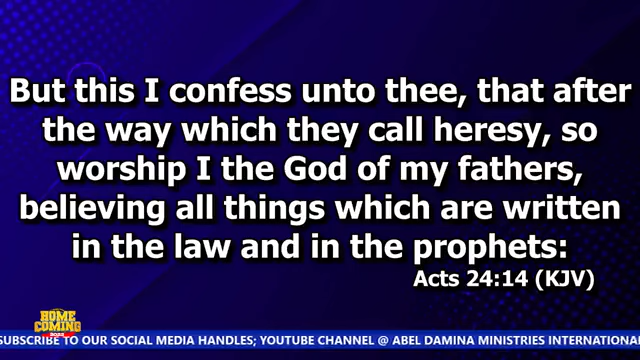 But this I confess unto thee, that after
the way which they call heresy, so
worship I the God of my fathers,
believing all things which are written
in the law and in the prophets:
Acts 24:14 (KJV)
HOME
COMING
2022
SUBSCRIBE TO OUR SOCIAL MEDIA HANDLES; YOUTUBE CHANNEL @ ABEL DAMINA MINISTRIES INTERNATIONA